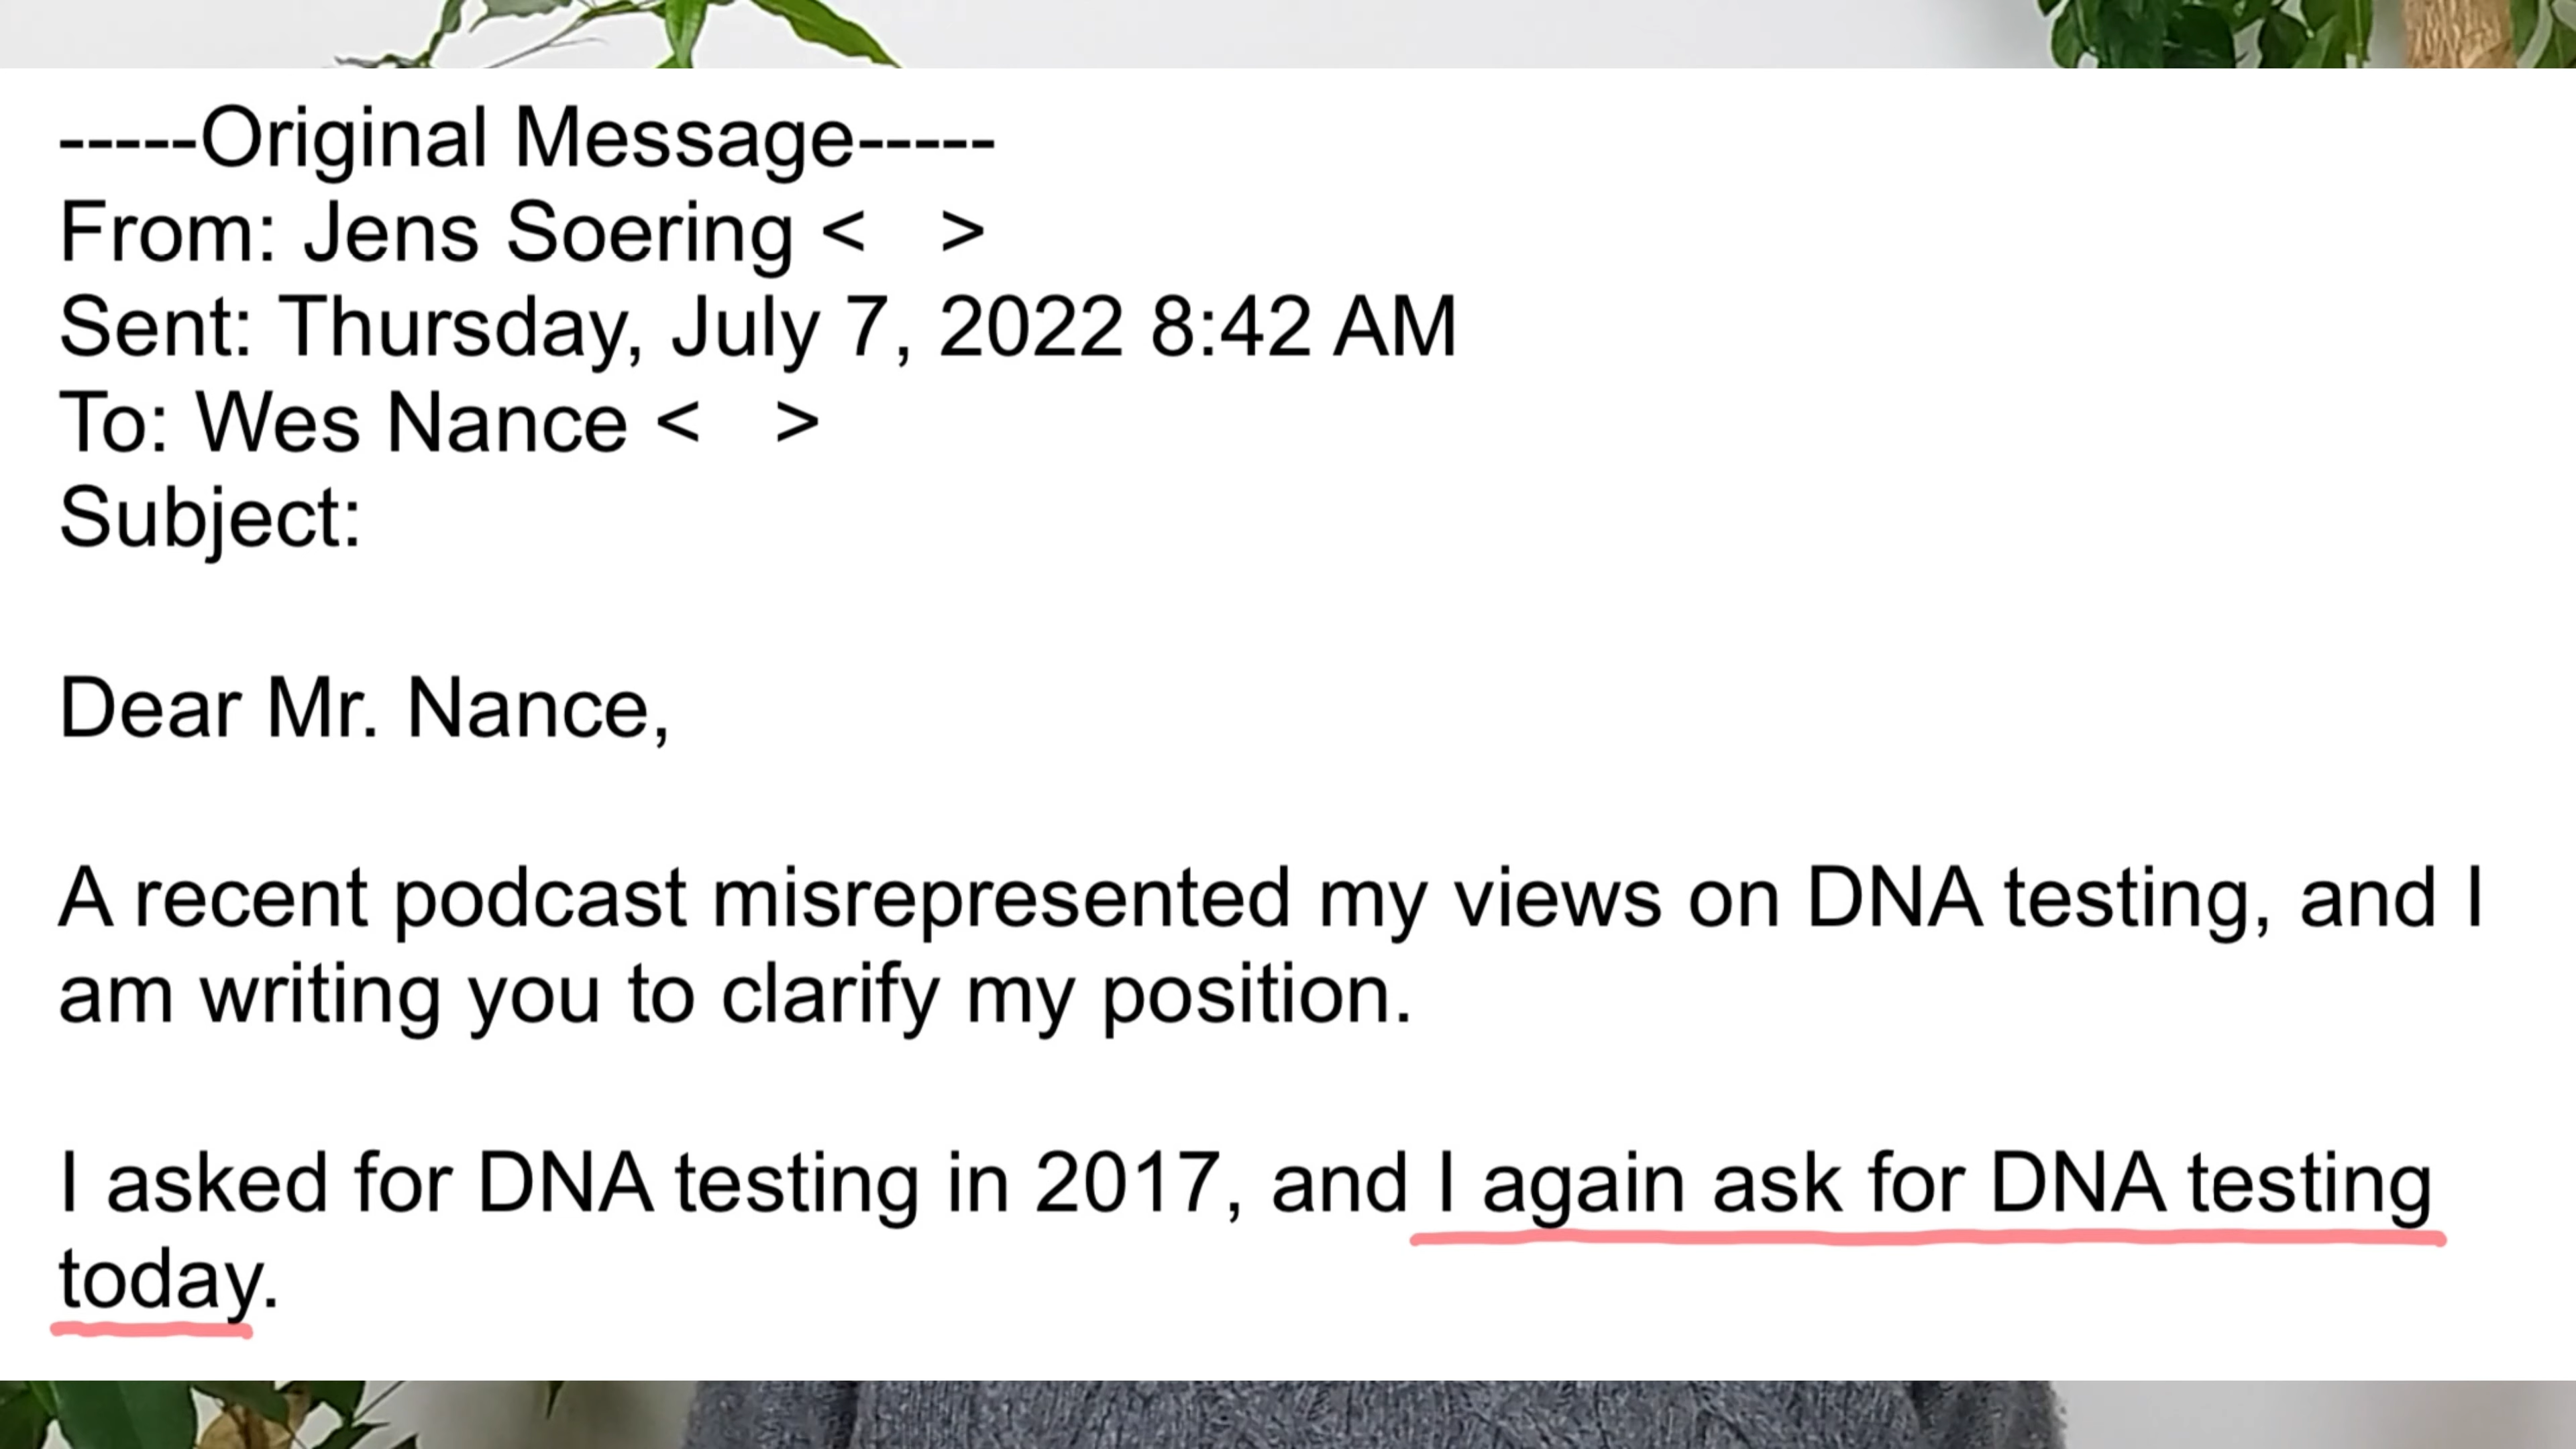 -----Original Message-----
From: Jens Soering <   >
Sent: Thursday, July 7, 2022 8:42 AM
To: Wes Nance <   >
Subject:
Dear Mr. Nance,
A recent podcast misrepresented my views on DNA testing, and I
am writing you to clarify my position.
I asked for DNA testing in 2017, and I again ask for DNA testing
today.